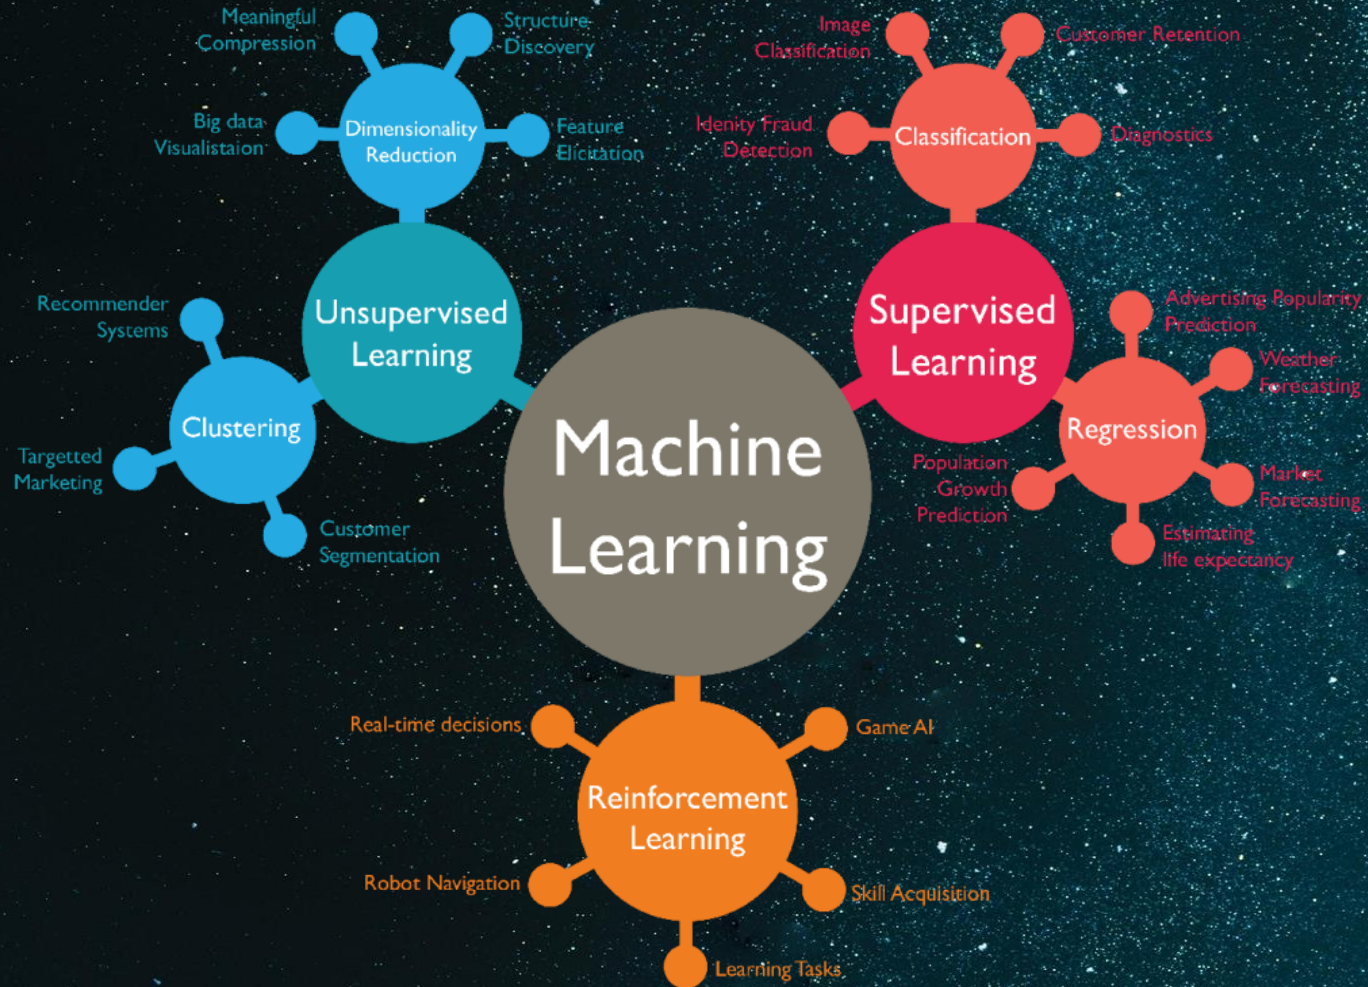 Meaningful
Compression
Structure
Discovery
Big data
Visualistaion
Dimensionality
Reduction
Feature
Elicitation
Image
Classification
Customer Retention
Idenity Fraud
Detection
Classification
Diagnostics
Unsupervised
Learning
Supervised
Learning
Recommender
Systems
Clustering
Targetted
Marketing
Customer
Segmentation
Advertising Popularity
Prediction
Weather
Forecasting
Regression
Population
Growth
Prediction
Market
Forecasting
Estimating
life expectancy
Machine
Learning
Real-time decisions
Game AI
Reinforcement
Learning
Robot Navigation
Skill Acquisition
Learning Tasks